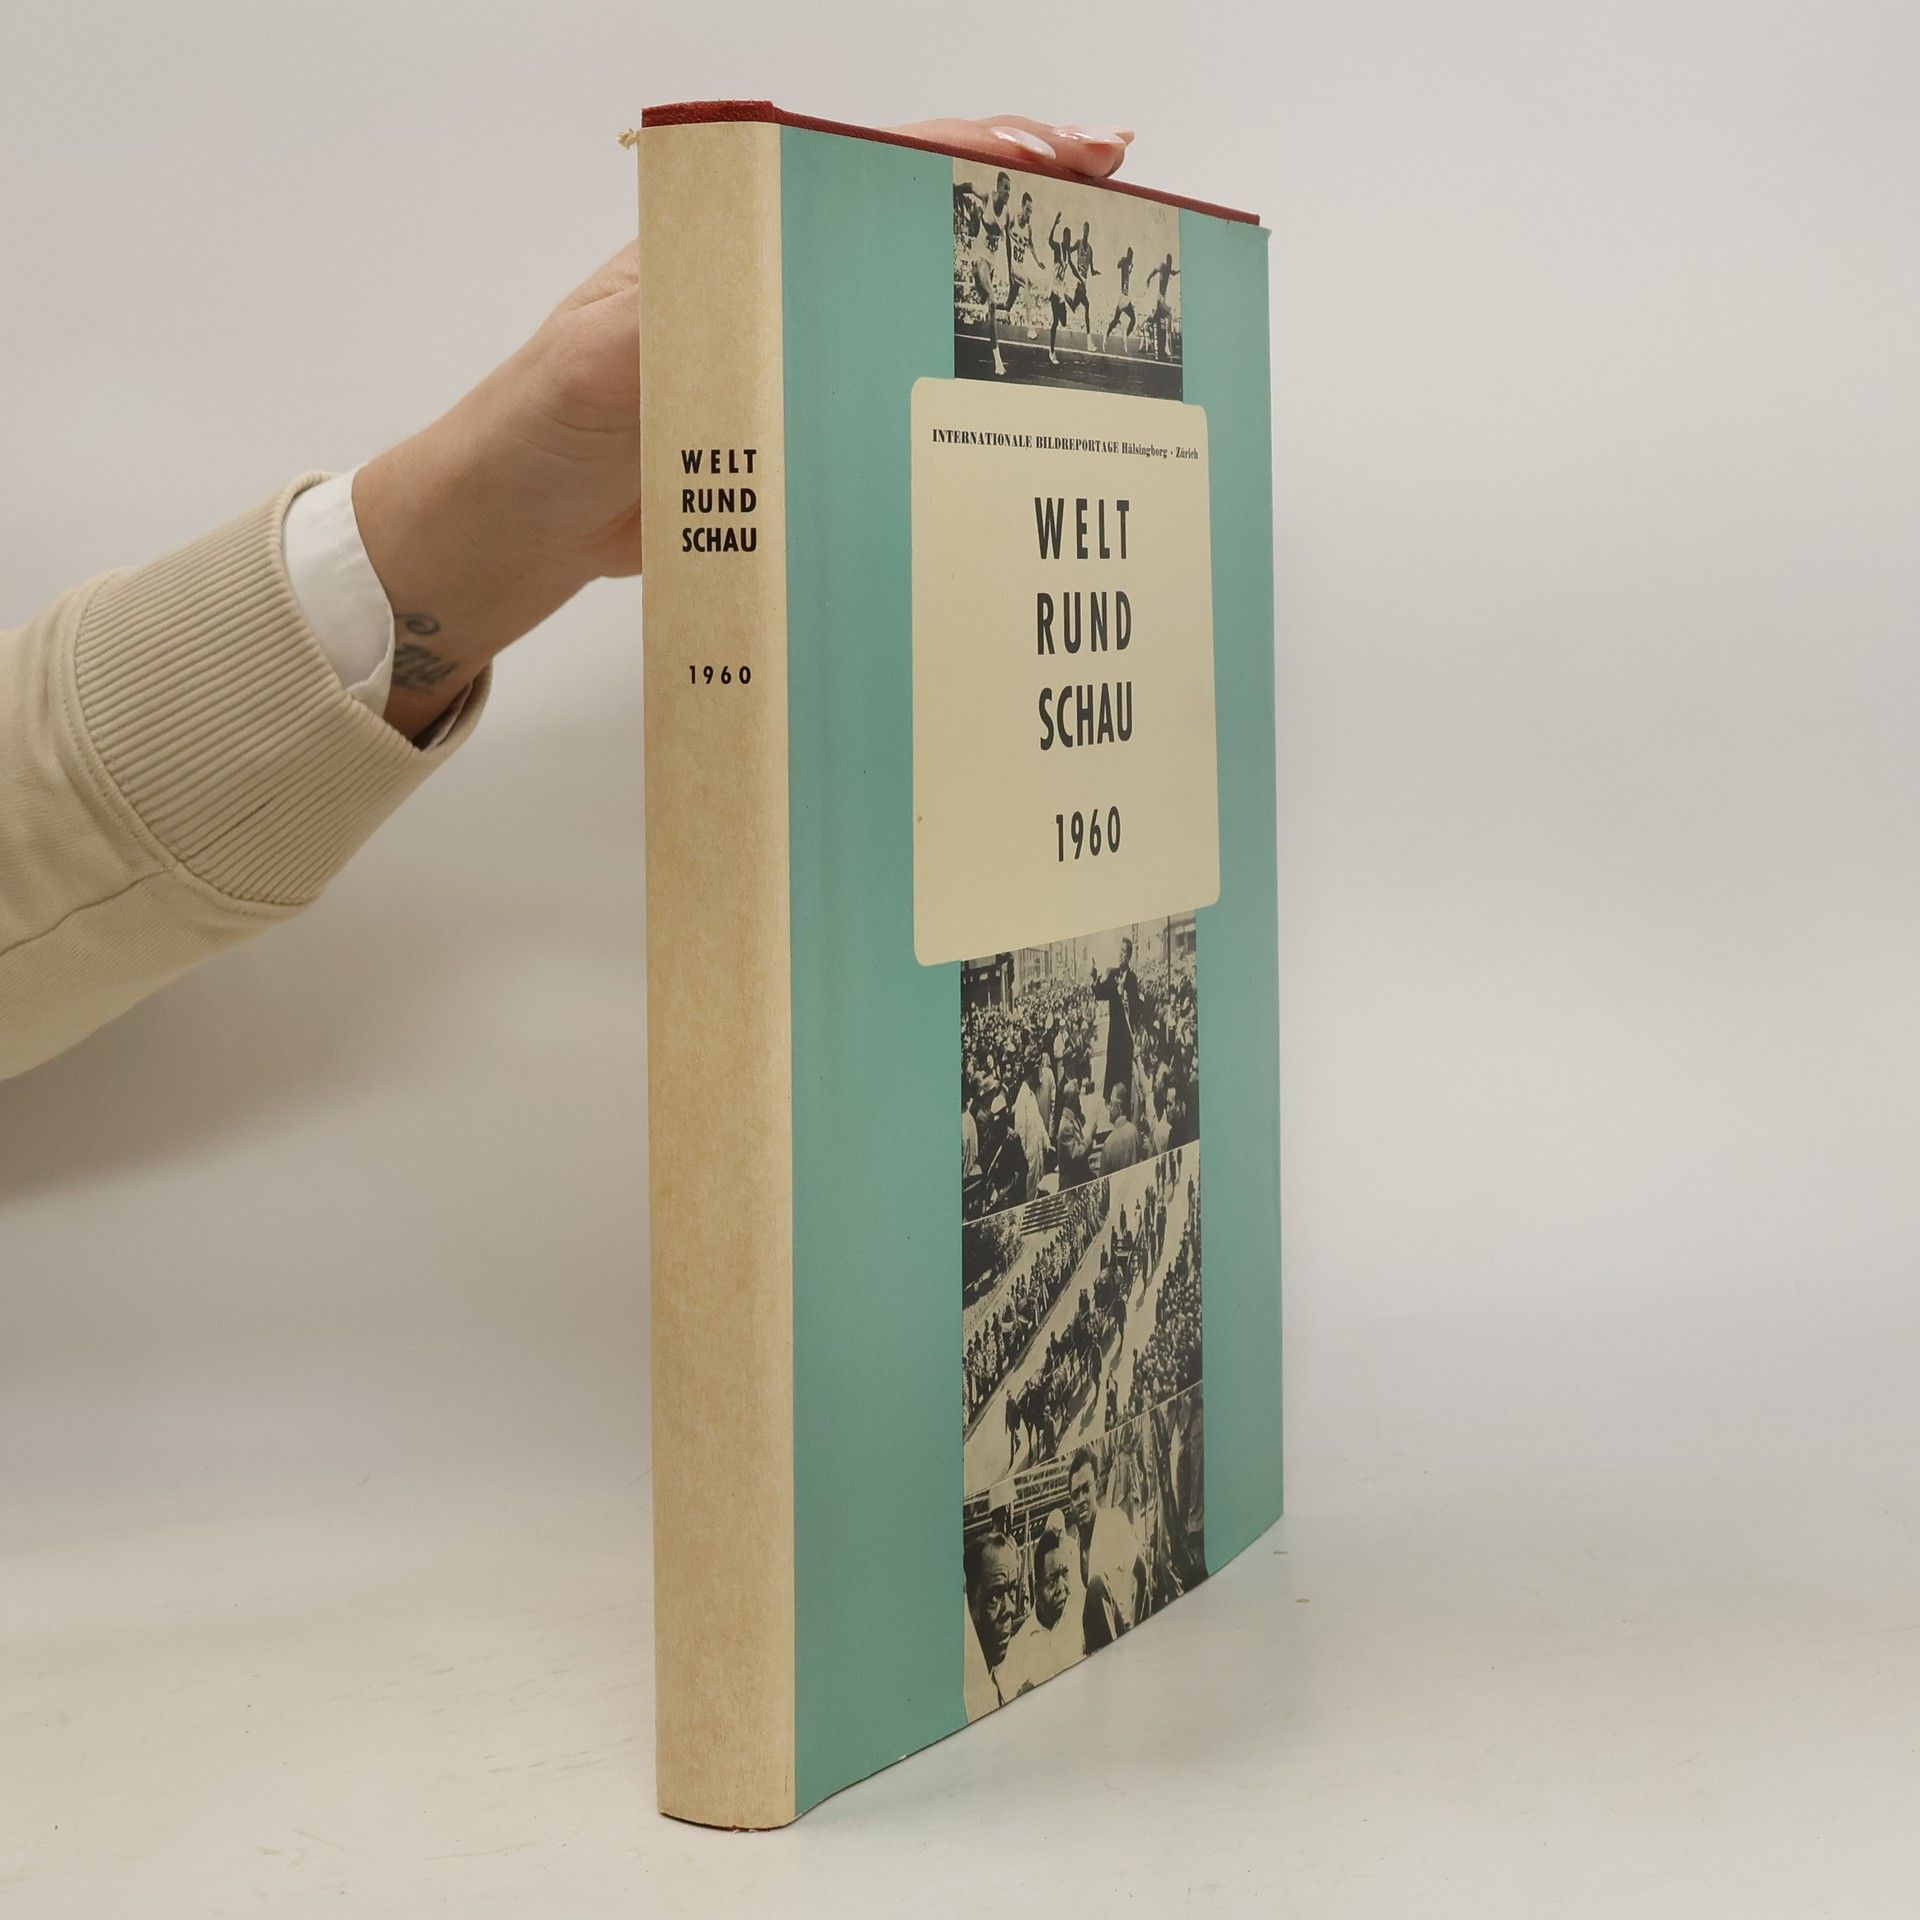 WELT
RUND
SCHAU
1960
INTERNATIONALE BILDREPORTAGE Hälsingborg · Zürich
WELT
RUND
SCHAU
1960